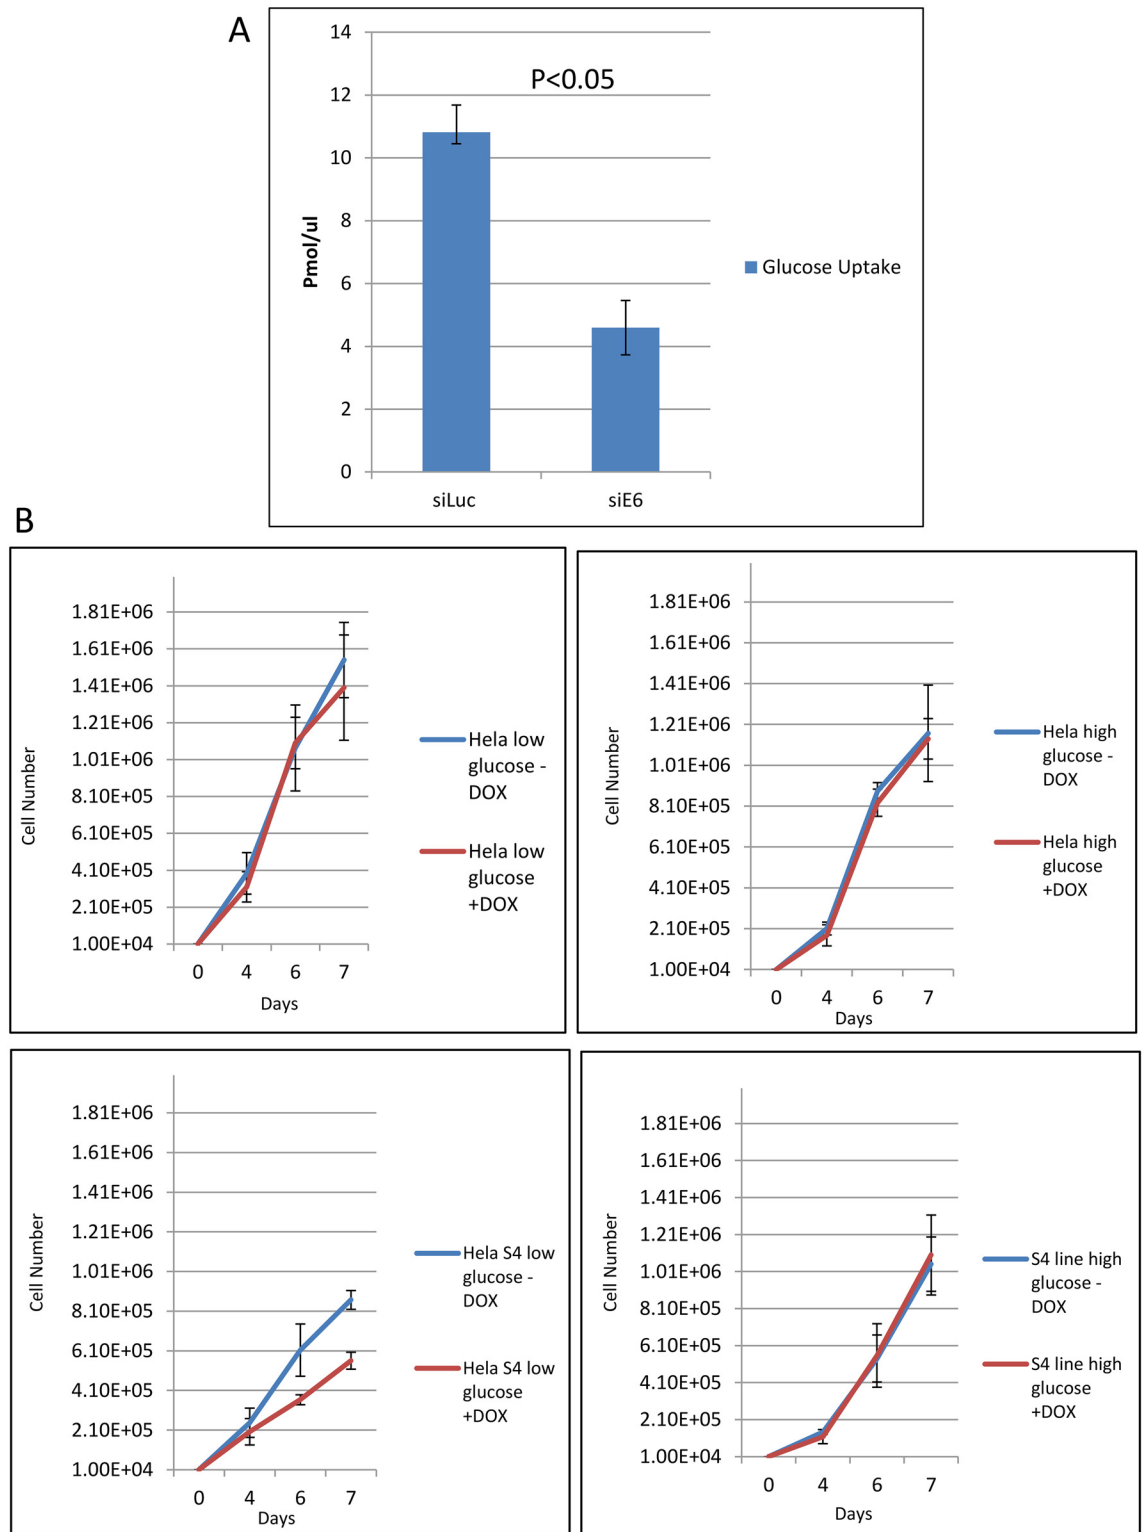 A
14
12
10
8
6
4
2
0
P<0.05
Pmol/ul
siLuc
siE6
Glucose Uptake
B
1.81E+06
1.61E+06
1.41E+06
1.21E+06
1.01E+06
8.10E+05
6.10E+05
4.10E+05
2.10E+05
1.00E+04
Cell Number
0 4 6 7
Days
Hela low
glucose -
DOX
Hela low
glucose
+DOX
1.81E+06
1.61E+06
1.41E+06
1.21E+06
1.01E+06
8.10E+05
6.10E+05
4.10E+05
2.10E+05
1.00E+04
Cell Number
0 4 6 7
Days
Hela high
glucose -
DOX
Hela high
glucose
+DOX
1.81E+06
1.61E+06
1.41E+06
1.21E+06
1.01E+06
8.10E+05
6.10E+05
4.10E+05
2.10E+05
1.00E+04
Cell Number
0 4 6 7
Days
Hela S4 low
glucose -
DOX
Hela S4 low
glucose
+DOX
1.81E+06
1.61E+06
1.41E+06
1.21E+06
1.01E+06
8.10E+05
6.10E+05
4.10E+05
2.10E+05
1.00E+04
Cell Number
0 4 6 7
Days
S4 line high
glucose -
DOX
S4 line high
glucose
+DOX